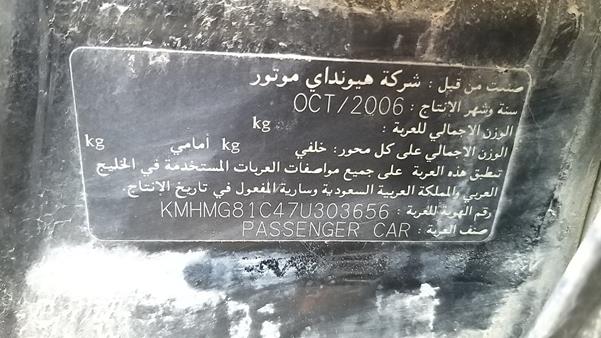 صنعت من قبل : شركة هيونداي موتور
سنة وشهر الانتاج : OCT/2006
الوزن الاجمالي للعربة : kg
الوزن الاجمالي على كل محور : خلفي kg أمامي kg
تنطبق هذه العربة على جميع مواصفات العربات المستخدمة في الخليج
العربي والمملكة العربية السعودية وسارية المفعول في تاريخ الانتاج.
رقم الهوية للعربة : KMHMG81C47U303656
صنف العربة : PASSENGER CAR